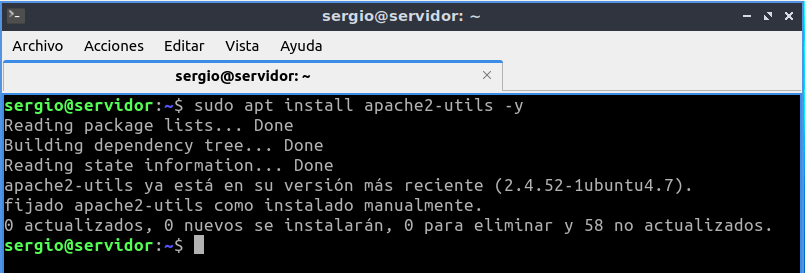 sergio@servidor: ~
Archivo Acciones Editar Vista Ayuda
sergio@servidor: ~
sergio@servidor:~$ sudo apt install apache2-utils -y
Reading package lists... Done
Building dependency tree... Done
Reading state information... Done
apache2-utils ya está en su versión más reciente (2.4.52-1ubuntu4.7).
fijado apache2-utils como instalado manualmente.
0 actualizados, 0 nuevos se instalarán, 0 para eliminar y 58 no actualizados.
sergio@servidor:~$